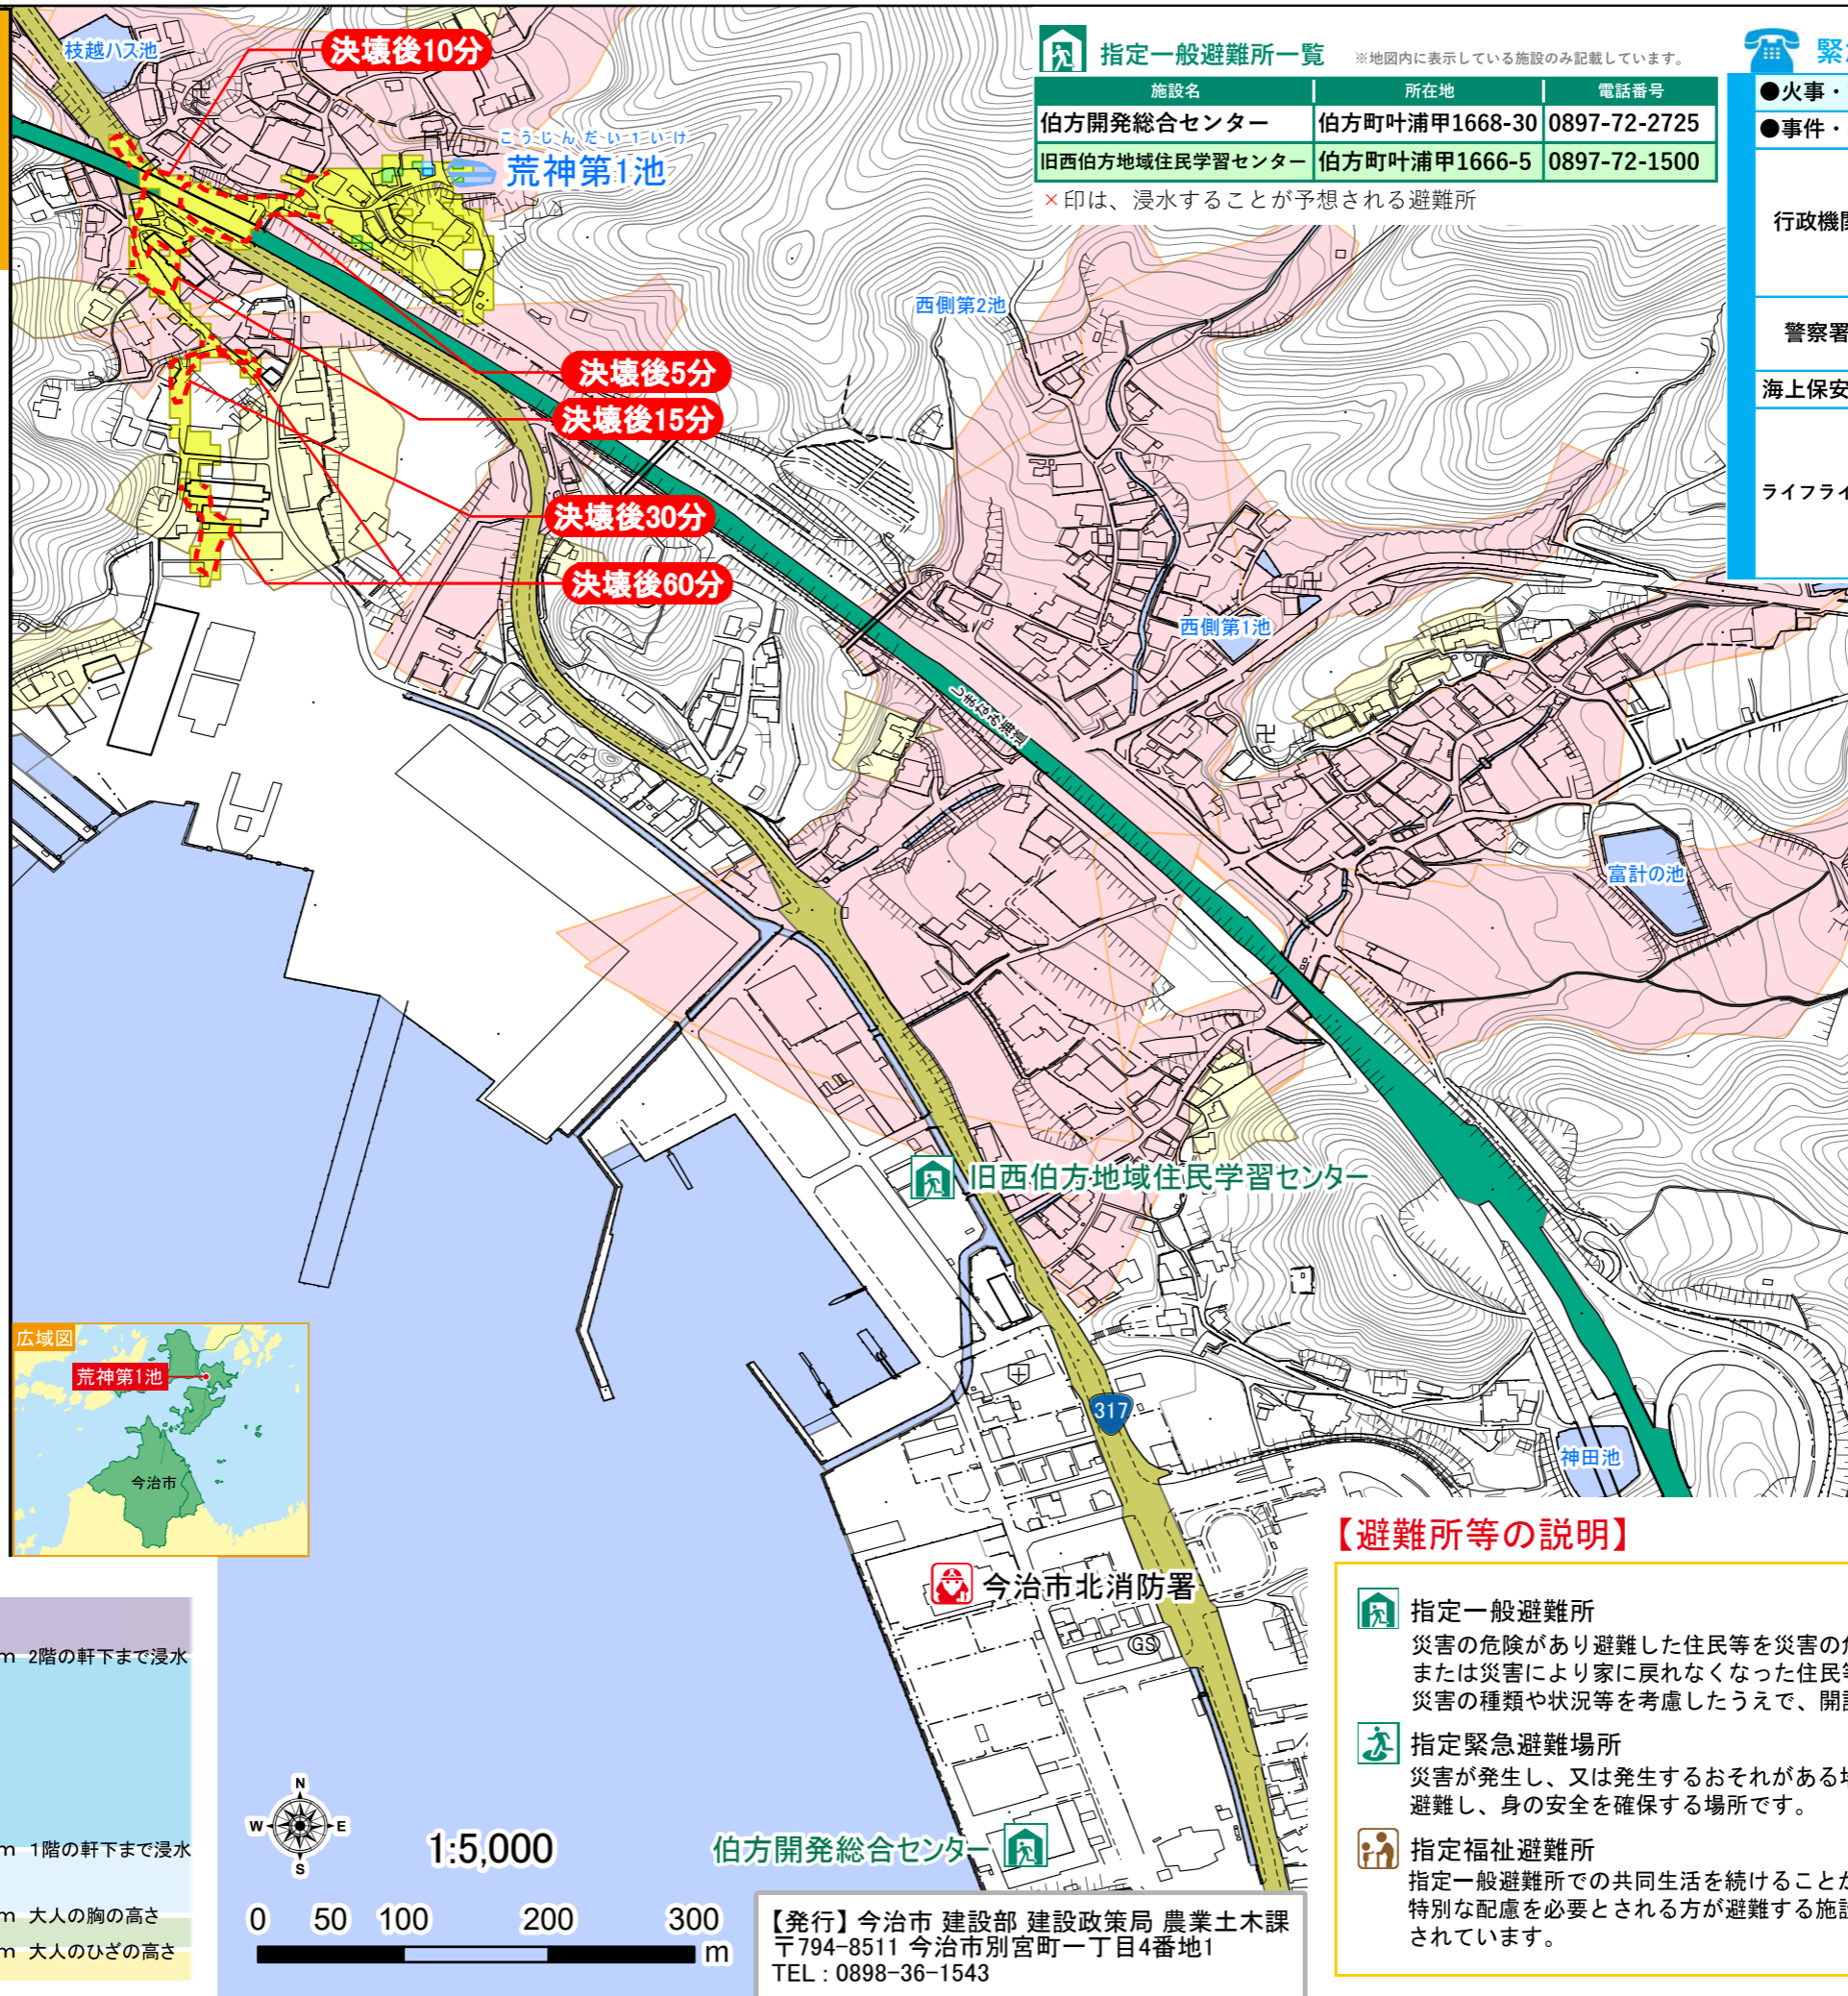 枝越ハス池
決壊後10分
こうじんだい1いけ
荒神第1池
指定一般避難所一覧 ※地図内に表示している施設のみ記載しています。
施設名 所在地 電話番号
伯方開発総合センター 伯方町叶浦甲1668-30 0897-72-2725
旧西伯方地域住民学習センター 伯方町叶浦甲1666-5 0897-72-1500
×印は、浸水することが予想される避難所
緊
●火事・
●事件・
行政機関
警察署
海上保安
ライフライ
西側第2池
決壊後5分
決壊後15分
決壊後30分
決壊後60分
西側第1池
しまなみ海道
富計の池
旧西伯方地域住民学習センター
広域図
荒神第1池
今治市
317
神田池
今治市北消防署
GS
m 2階の軒下まで浸水
m 1階の軒下まで浸水
m 大人の胸の高さ
m 大人のひざの高さ
N
W E
S
1:5,000
0 50 100 200 300
m
伯方開発総合センター
【発行】今治市 建設部 建設政策局 農業土木課
〒794-8511 今治市別宮町一丁目4番地1
TEL : 0898-36-1543
【避難所等の説明】
指定一般避難所
災害の危険があり避難した住民等を災害の危
または災害により家に戻れなくなった住民等
災害の種類や状況等を考慮したうえで、開設
指定緊急避難場所
災害が発生し、又は発生するおそれがある場
避難し、身の安全を確保する場所です。
指定福祉避難所
指定一般避難所での共同生活を続けることが
特別な配慮を必要とされる方が避難する施設
されています。